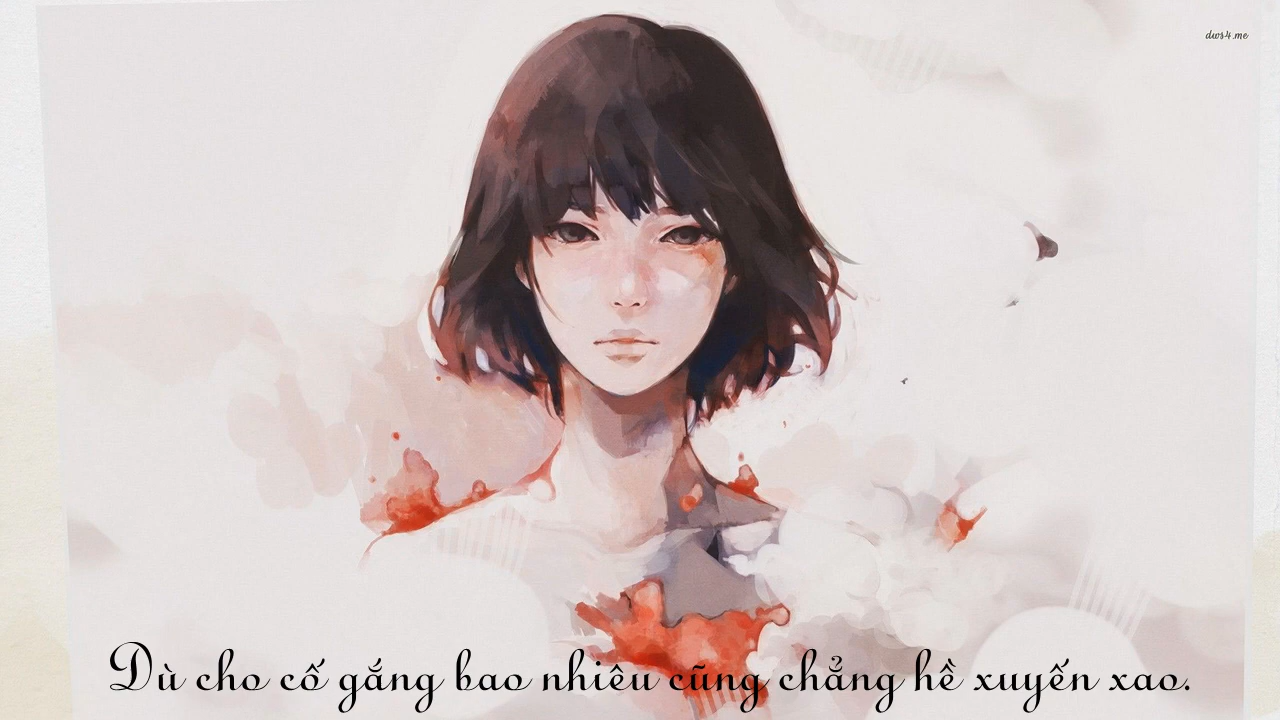 dws4.me
Dù cho cố gắng bao nhiêu cũng chẳng hề xuyến xao.